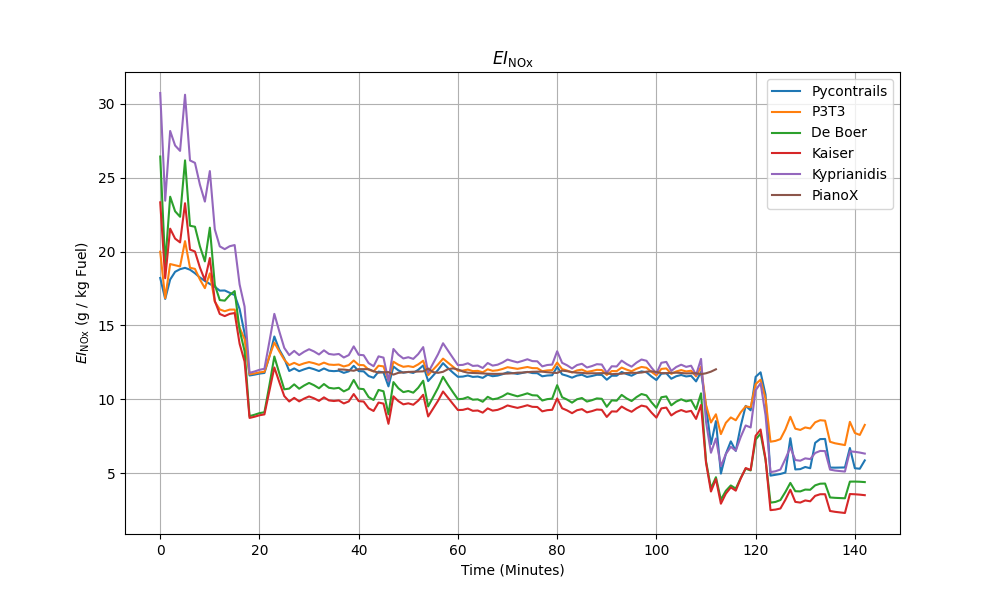 EI_NOx
30
25
20
15
10
5
EI_NOx (g / kg Fuel)
0 20 40 60 80 100 120 140
Time (Minutes)
Pycontrails
P3T3
De Boer
Kaiser
Kyprianidis
PianoX